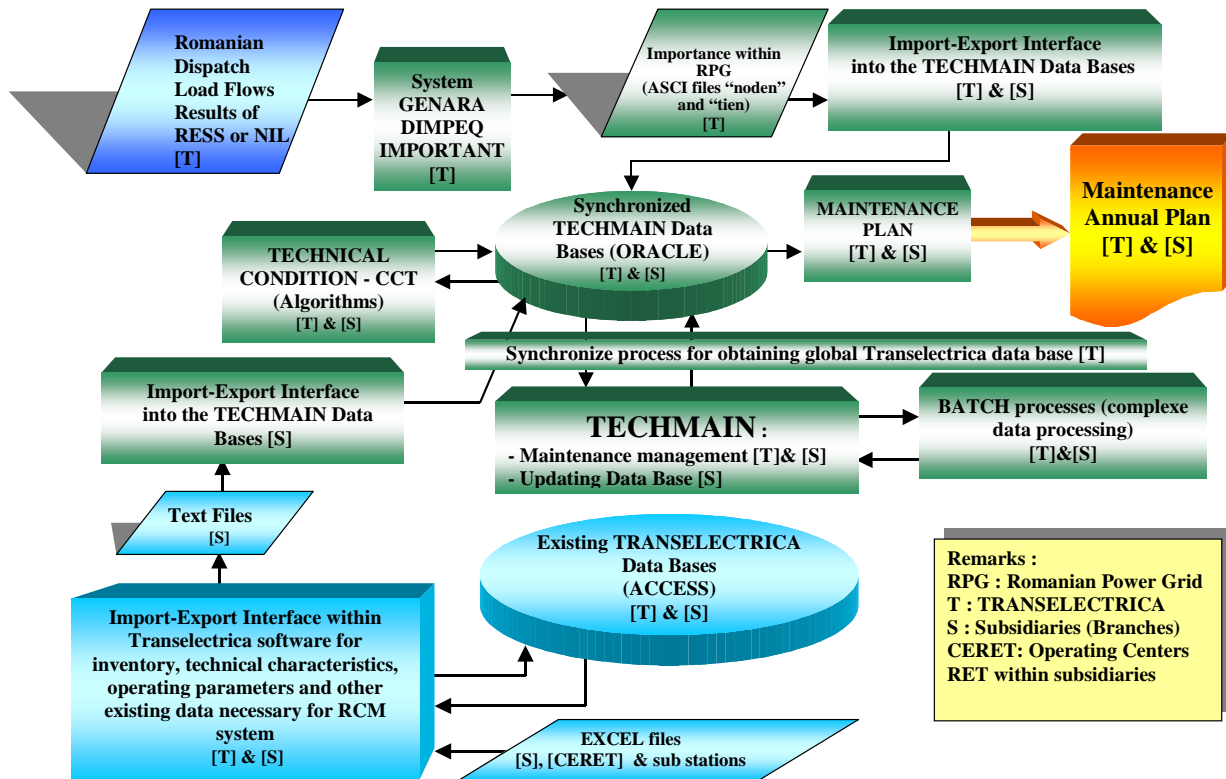 Romanian
Dispatch
Load Flows
Results of
RESS or NIL
[T]
System
GENARA
DIMPEQ
IMPORTANT
[T]
Importance within
RPG
(ASCI files “noden”
and “tien)
[T]
Import-Export Interface
into the TECHMAIN Data Bases
[T] & [S]
Synchronized
TECHMAIN Data
Bases (ORACLE)
[T] & [S]
MAINTENANCE
PLAN
[T] & [S]
Maintenance
Annual Plan
[T] & [S]
TECHNICAL
CONDITION - CCT
(Algorithms)
[T] & [S]
Synchronize process for obtaining global Transelectrica data base [T]
Import-Export Interface
into the TECHMAIN Data
Bases [S]
TECHMAIN :
- Maintenance management [T]& [S]
- Updating Data Base [S]
BATCH processes (complexe
data processing)
[T]&[S]
Text Files
[S]
Existing TRANSELECTRICA
Data Bases
(ACCESS)
[T] & [S]
Import-Export Interface within
Transelectrica software for
inventory, technical characteristics,
operating parameters and other
existing data necessary for RCM
system
[T] & [S]
EXCEL files
[S], [CERET] & sub stations
Remarks :
RPG : Romanian Power Grid
T : TRANSELECTRICA
S : Subsidiaries (Branches)
CERET: Operating Centers
RET within subsidiaries